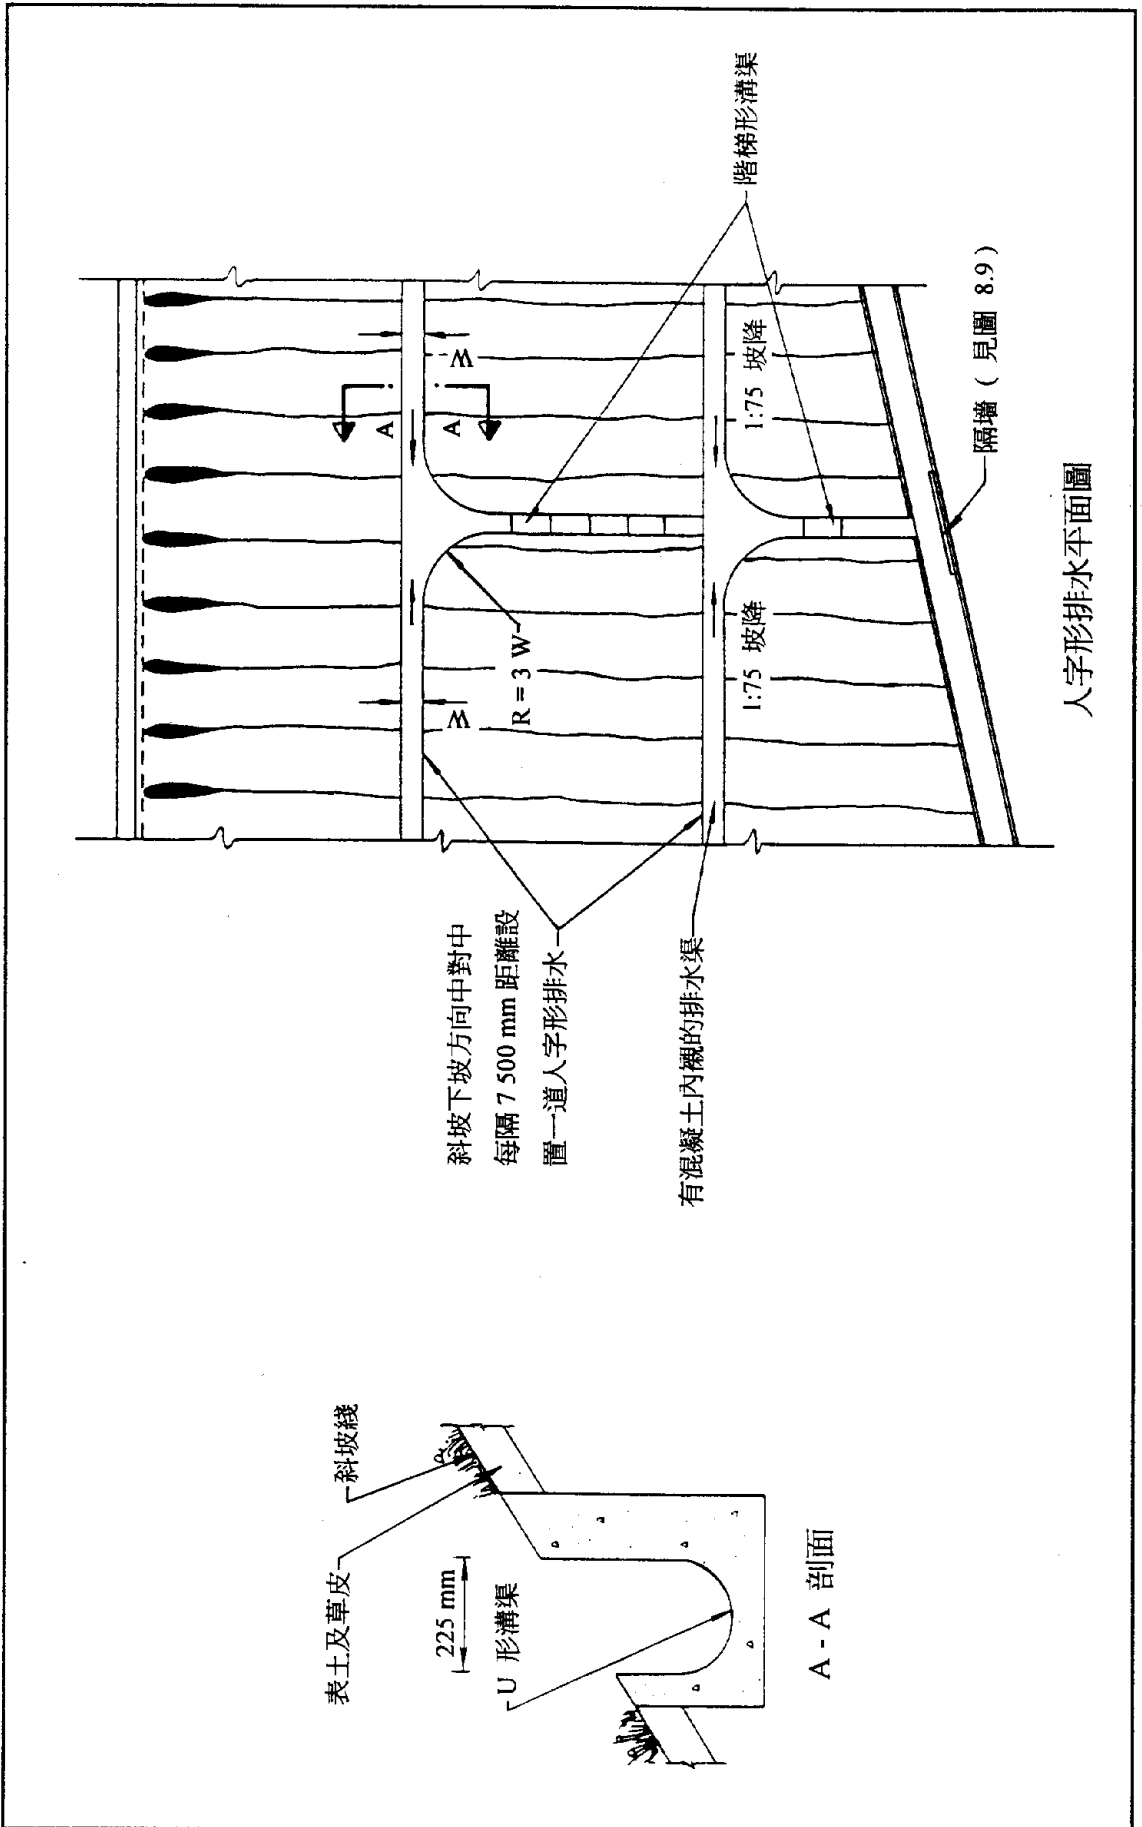 表土及草皮
斜坡綫
225 mm
U 形溝渠
A - A 剖面
斜坡下坡方向中對中
每隔 7 500 mm 距離設
置一道人字形排水
有混凝土內襯的排水渠
W
R = 3 W
A
A
W
1:75 坡降
1:75 坡降
階梯形溝渠
隔墻 ( 見圖 8.9 )
人字形排水平面圖